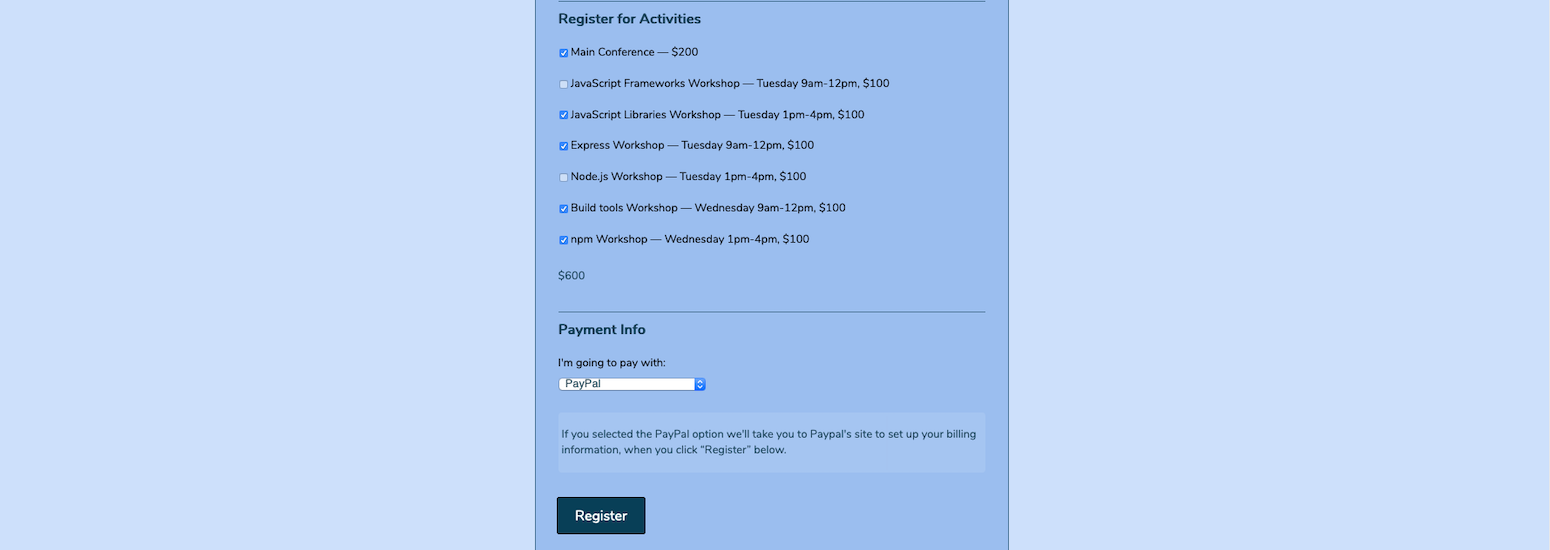 Register for Activities
Main Conference — $200
JavaScript Frameworks Workshop — Tuesday 9am-12pm, $100
JavaScript Libraries Workshop — Tuesday 1pm-4pm, $100
Express Workshop — Tuesday 9am-12pm, $100
Node.js Workshop — Tuesday 1pm-4pm, $100
Build tools Workshop — Wednesday 9am-12pm, $100
npm Workshop — Wednesday 1pm-4pm, $100
$600
Payment Info
I'm going to pay with:
PayPal
If you selected the PayPal option we'll take you to Paypal's site to set up your billing
information, when you click “Register” below.
Register